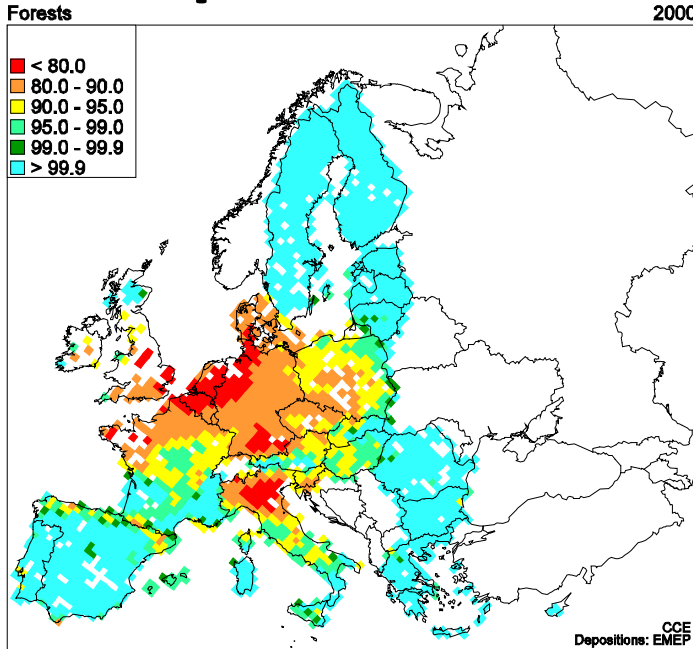 Forests 2000
< 80.0
80.0 - 90.0
90.0 - 95.0
95.0 - 99.0
99.0 - 99.9
> 99.9
CCE
Depositions: EMEP